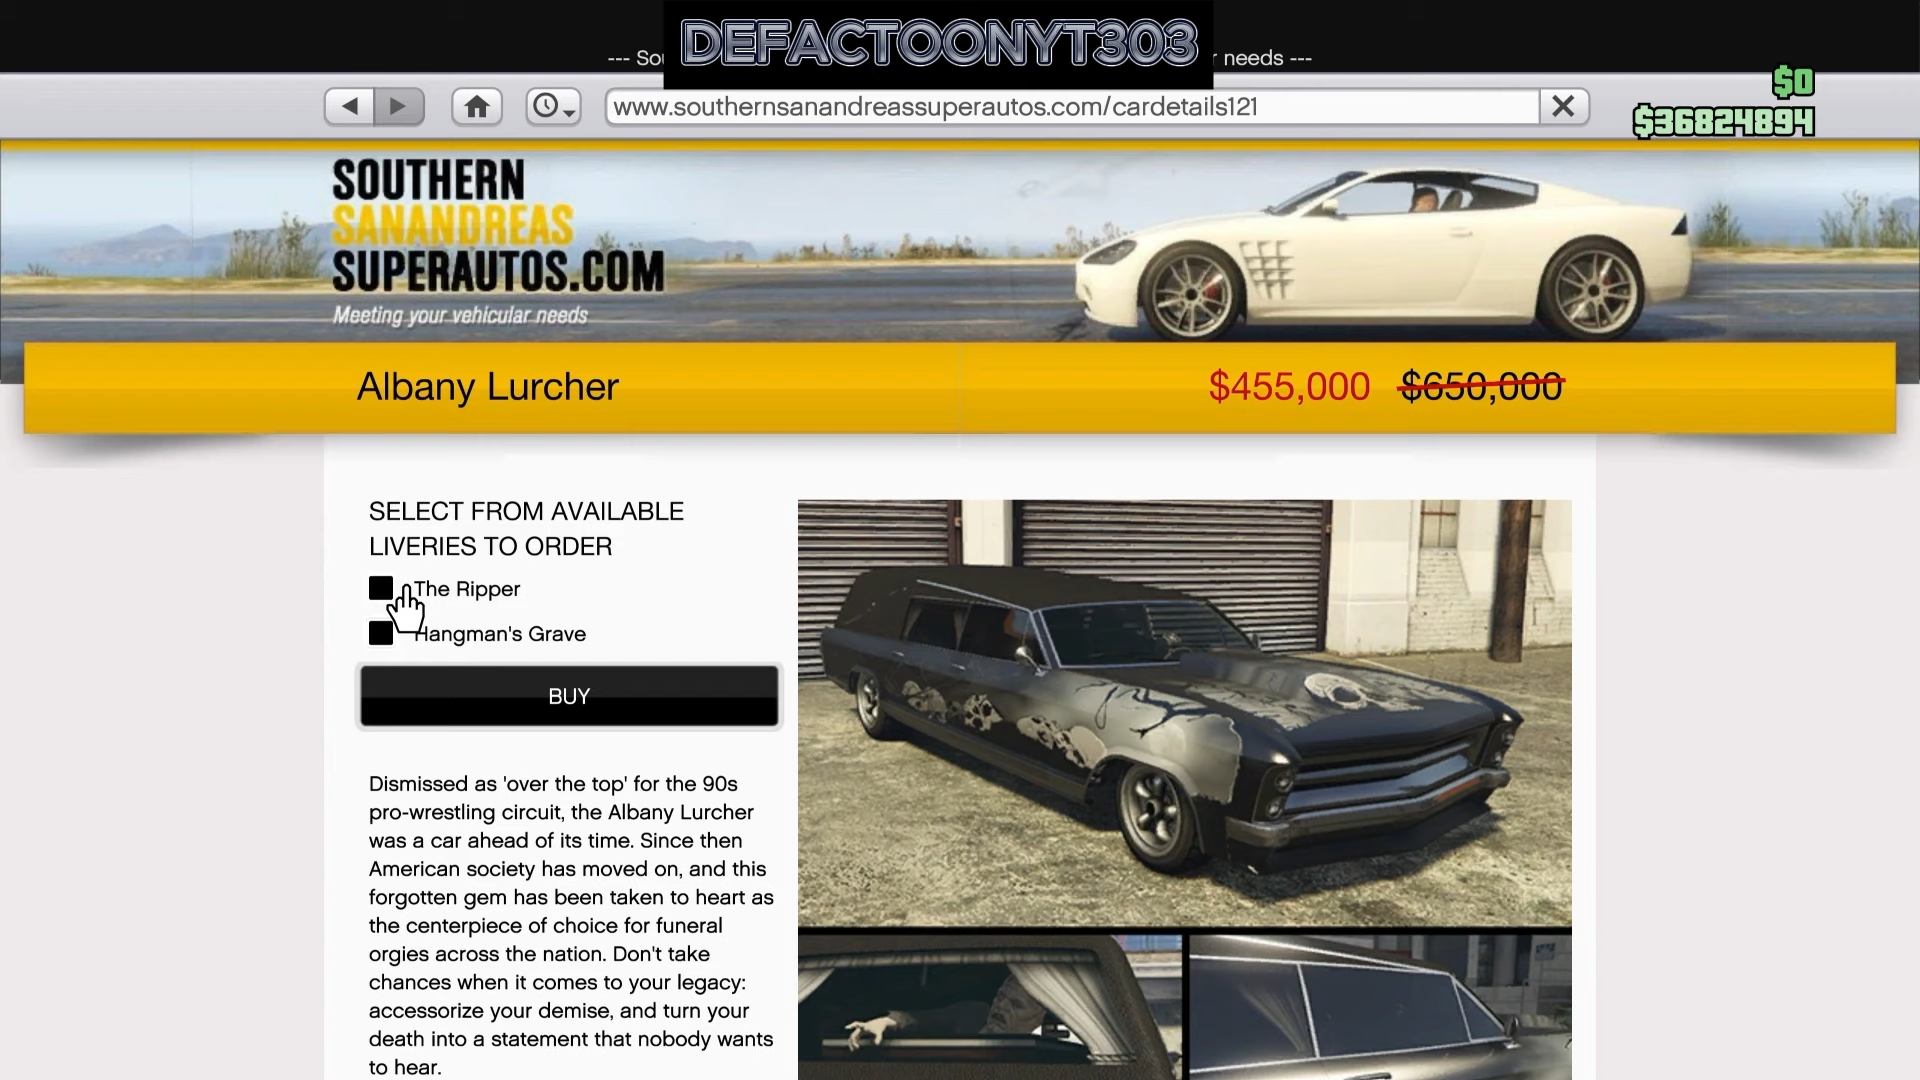 DEFACTOONYT303
--- So
r needs ---
www.southernsanandreassuperautos.com/cardetails121
$0
$36824894
SOUTHERN
SANANDREAS
SUPERAUTOS.COM
Meeting your vehicular needs
Albany Lurcher
$455,000 $650,000
SELECT FROM AVAILABLE
LIVERIES TO ORDER
The Ripper
Hangman's Grave
BUY
Dismissed as 'over the top' for the 90s
pro-wrestling circuit, the Albany Lurcher
was a car ahead of its time. Since then
American society has moved on, and this
forgotten gem has been taken to heart as
the centerpiece of choice for funeral
orgies across the nation. Don't take
chances when it comes to your legacy:
accessorize your demise, and turn your
death into a statement that nobody wants
to hear.